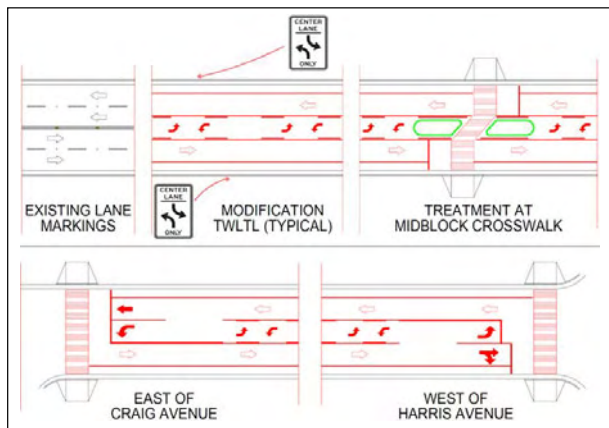 CENTER
LANE
ONLY
CENTER
LANE
ONLY
EXISTING LANE
MARKINGS
MODIFICATION
TWLTL (TYPICAL)
TREATMENT AT
MIDBLOCK CROSSWALK
EAST OF
CRAIG AVENUE
WEST OF
HARRIS AVENUE